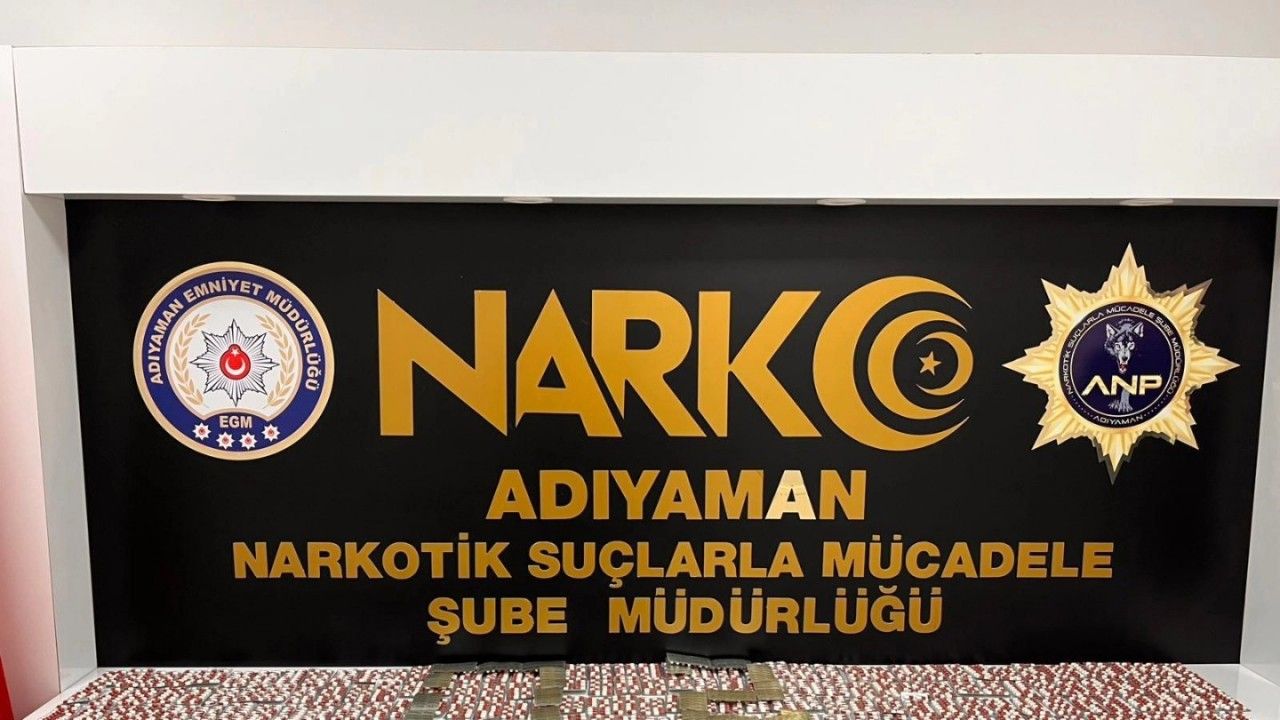 ADIYAMAN EMNİYET MÜDÜRLÜĞÜ
EGM
NARKO
NARKOTİK SUÇLARLA MÜCADELE ŞUBE MÜDÜRLÜĞÜ
ANP
ADIYAMAN
ADIYAMAN
NARKOTİK SUÇLARLA MÜCADELE
ŞUBE MÜDÜRLÜĞÜ